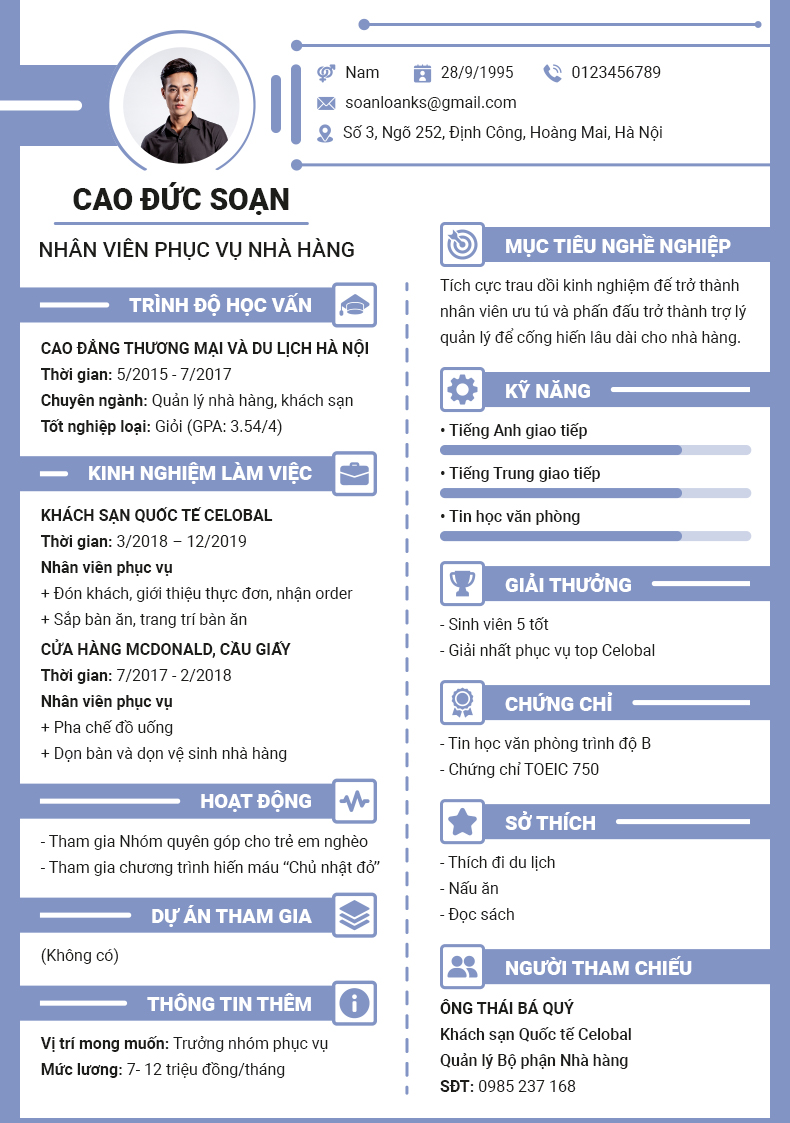 Nam
28/9/1995
0123456789
soanloanks@gmail.com
Số 3, Ngõ 252, Định Công, Hoàng Mai, Hà Nội
CAO ĐỨC SOẠN
NHÂN VIÊN PHỤC VỤ NHÀ HÀNG
TRÌNH ĐỘ HỌC VẤN
CAO ĐẲNG THƯƠNG MẠI VÀ DU LỊCH HÀ NỘI
Thời gian: 5/2015 - 7/2017
Chuyên ngành: Quản lý nhà hàng, khách sạn
Tốt nghiệp loại: Giỏi (GPA: 3.54/4)
KINH NGHIỆM LÀM VIỆC
KHÁCH SẠN QUỐC TẾ CELOBAL
Thời gian: 3/2018 – 12/2019
Nhân viên phục vụ
+ Đón khách, giới thiệu thực đơn, nhận order
+ Sắp bàn ăn, trang trí bàn ăn
CỬA HÀNG MCDONALD, CẦU GIẤY
Thời gian: 7/2017 - 2/2018
Nhân viên phục vụ
+ Pha chế đồ uống
+ Dọn bàn và dọn vệ sinh nhà hàng
HOẠT ĐỘNG
- Tham gia Nhóm quyên góp cho trẻ em nghèo
- Tham gia chương trình hiến máu “Chủ nhật đỏ”
DỰ ÁN THAM GIA
(Không có)
THÔNG TIN THÊM
Vị trí mong muốn: Trưởng nhóm phục vụ
Mức lương: 7- 12 triệu đồng/tháng
MỤC TIÊU NGHỀ NGHIỆP
Tích cực trau dồi kinh nghiệm để trở thành
nhân viên ưu tú và phấn đấu trở thành trợ lý
quản lý để cống hiến lâu dài cho nhà hàng.
KỸ NĂNG
• Tiếng Anh giao tiếp
• Tiếng Trung giao tiếp
• Tin học văn phòng
GIẢI THƯỞNG
- Sinh viên 5 tốt
- Giải nhất phục vụ top Celobal
CHỨNG CHỈ
- Tin học văn phòng trình độ B
- Chứng chỉ TOEIC 750
SỞ THÍCH
- Thích đi du lịch
- Nấu ăn
- Đọc sách
NGƯỜI THAM CHIẾU
ÔNG THÁI BÁ QUÝ
Khách sạn Quốc tế Celobal
Quản lý Bộ phận Nhà hàng
SĐT: 0985 237 168